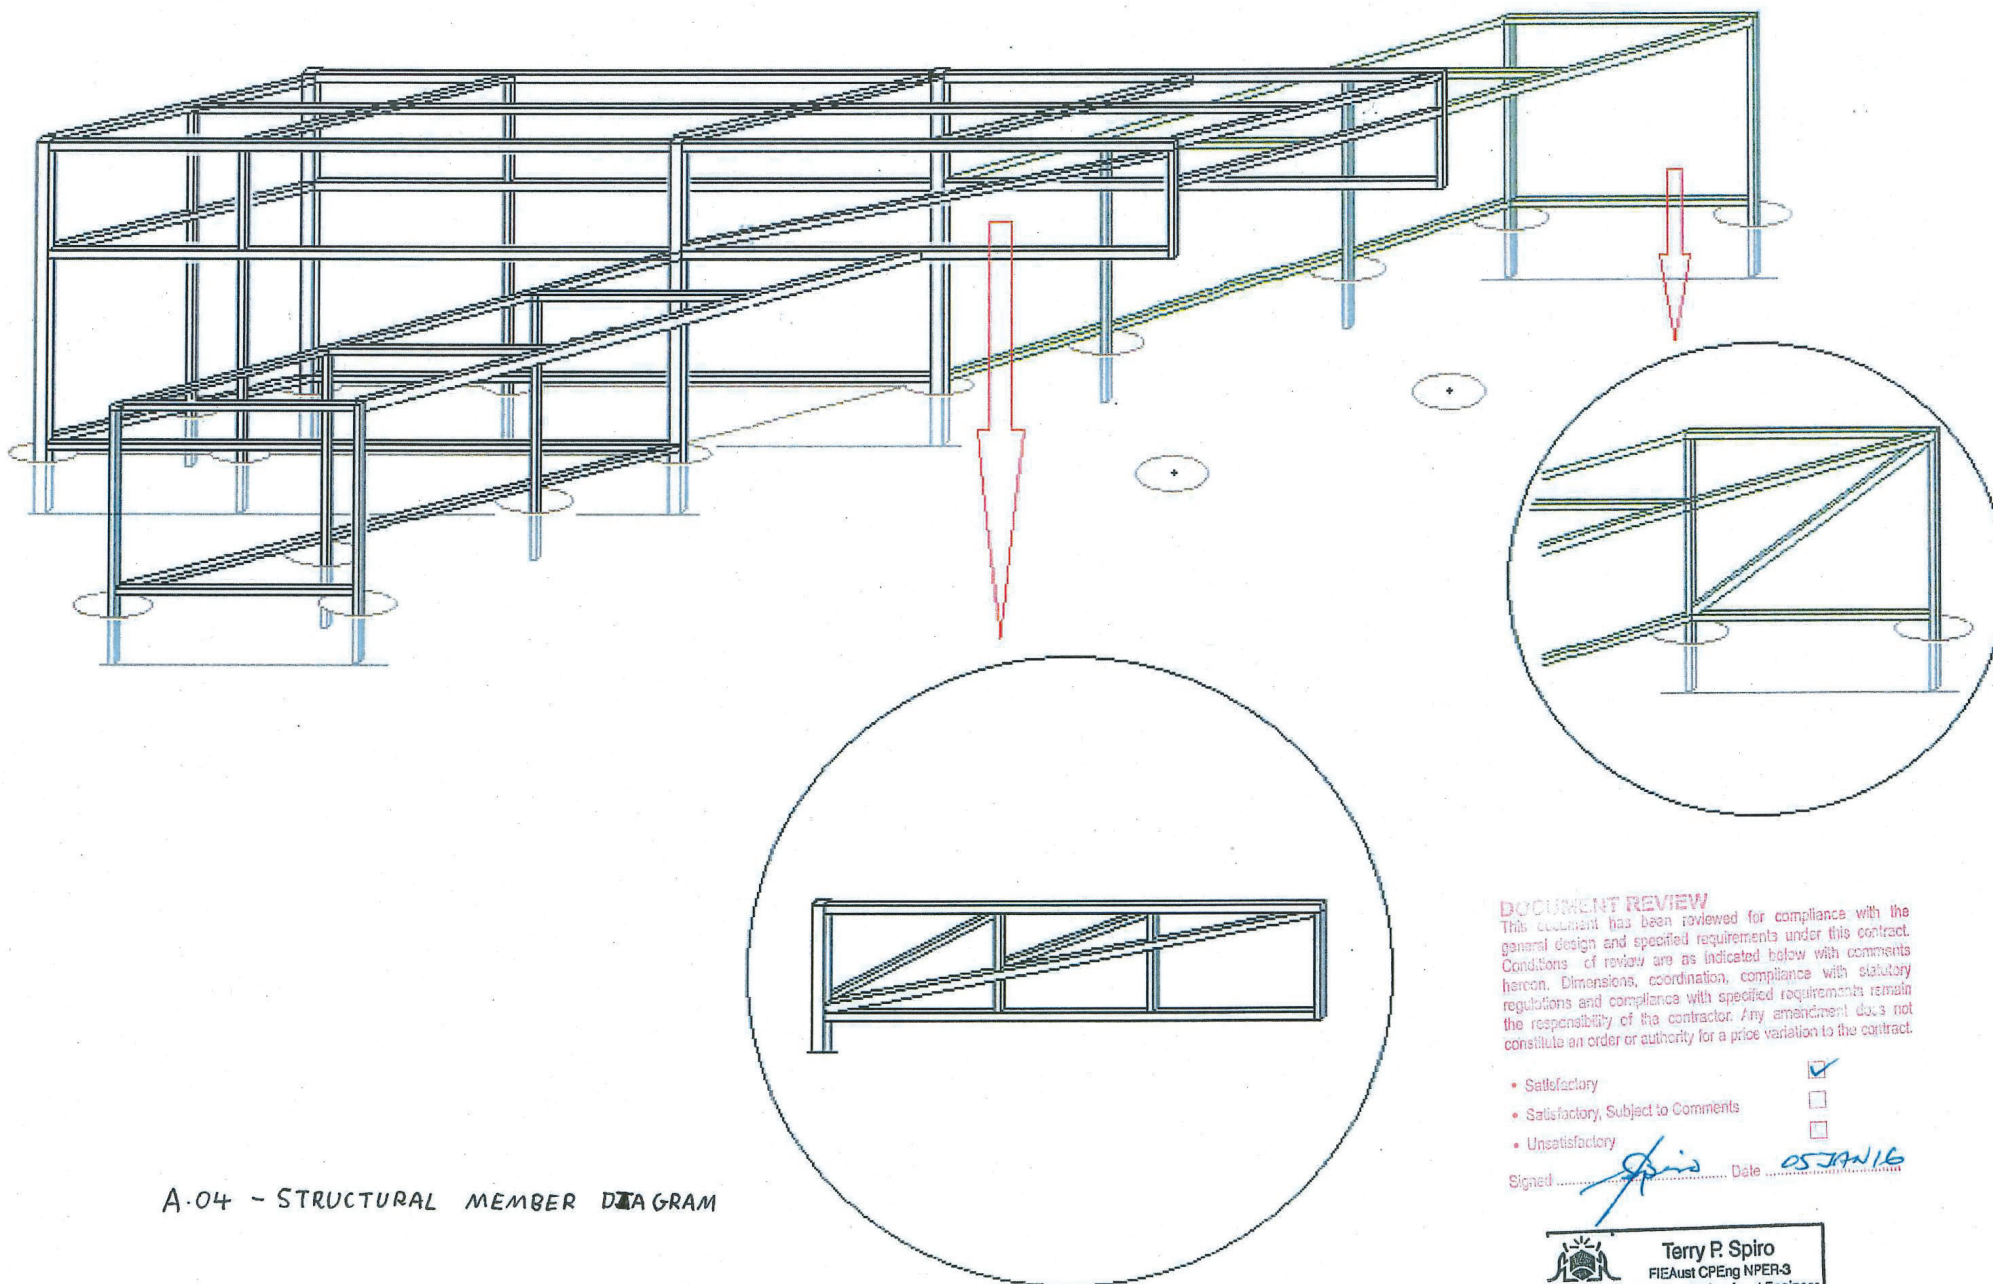 DOCUMENT REVIEW
This document has been reviewed for compliance with the
general design and specified requirements under this contract.
Conditions of review are as indicated below with comments
hereon. Dimensions, coordination, compliance with statutory
regulations and compliance with specified requirements remain
the responsibility of the contractor. Any amendment does not
constitute an order or authority for a price variation to the contract.
• Satisfactory
• Satisfactory, Subject to Comments
• Unsatisfactory
Signed Spiro Date 05 JAN 16
A.04 - STRUCTURAL MEMBER DIAGRAM
Terry P. Spiro
FIEAust CPEng NPER-3